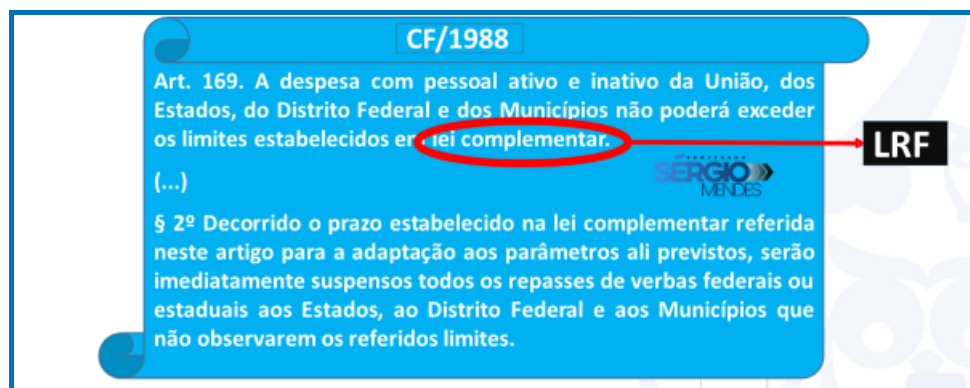 CF/1988
Art. 169. A despesa com pessoal ativo e inativo da União, dos
Estados, do Distrito Federal e dos Municípios não poderá exceder
os limites estabelecidos em lei complementar.
LRF
(...)
PROFESSOR
SÉRGIO
MENDES
§ 2º Decorrido o prazo estabelecido na lei complementar referida
neste artigo para a adaptação aos parâmetros ali previstos, serão
imediatamente suspensos todos os repasses de verbas federais ou
estaduais aos Estados, ao Distrito Federal e aos Municípios que
não observarem os referidos limites.